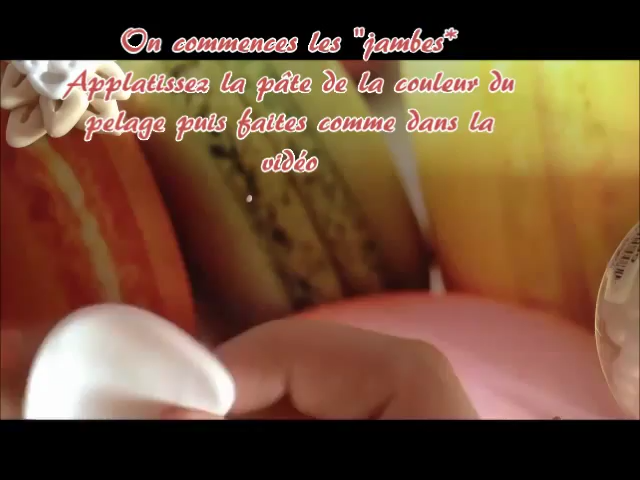 On commences les "jambes*
Applatissez la pâte de la couleur du
pelage puis faites comme dans la
vidéo